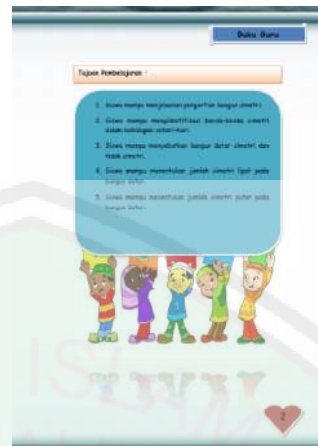 Buku Guru
Tujuan Pembelajaran :
1. Siswa mampu menjelaskan pengertian bangun simetri.
2. Siswa mampu mengidentifikasi benda-benda simetri
dalam kehidupan sehari-hari.
3. Siswa mampu menyebutkan bangun datar simetri dan
tidak simetri.
4. Siswa mampu menentukan jumlah simetri lipat pada
bangun datar.
5. Siswa mampu menentukan jumlah simetri putar pada
bangun datar.
ISLAM
2